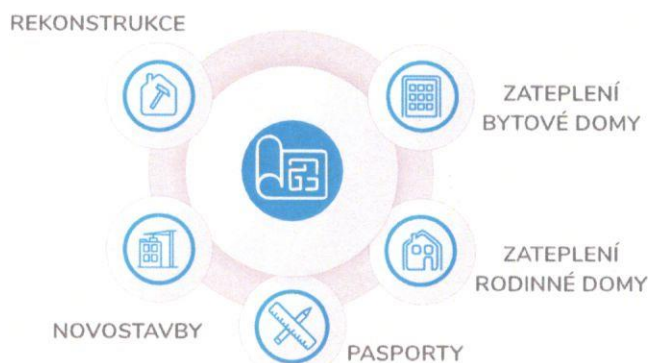 REKONSTRUKCE
ZATEPLENÍ
BYTOVÉ DOMY
ZATEPLENÍ
RODINNÉ DOMY
NOVOSTAVBY
PASPORTY